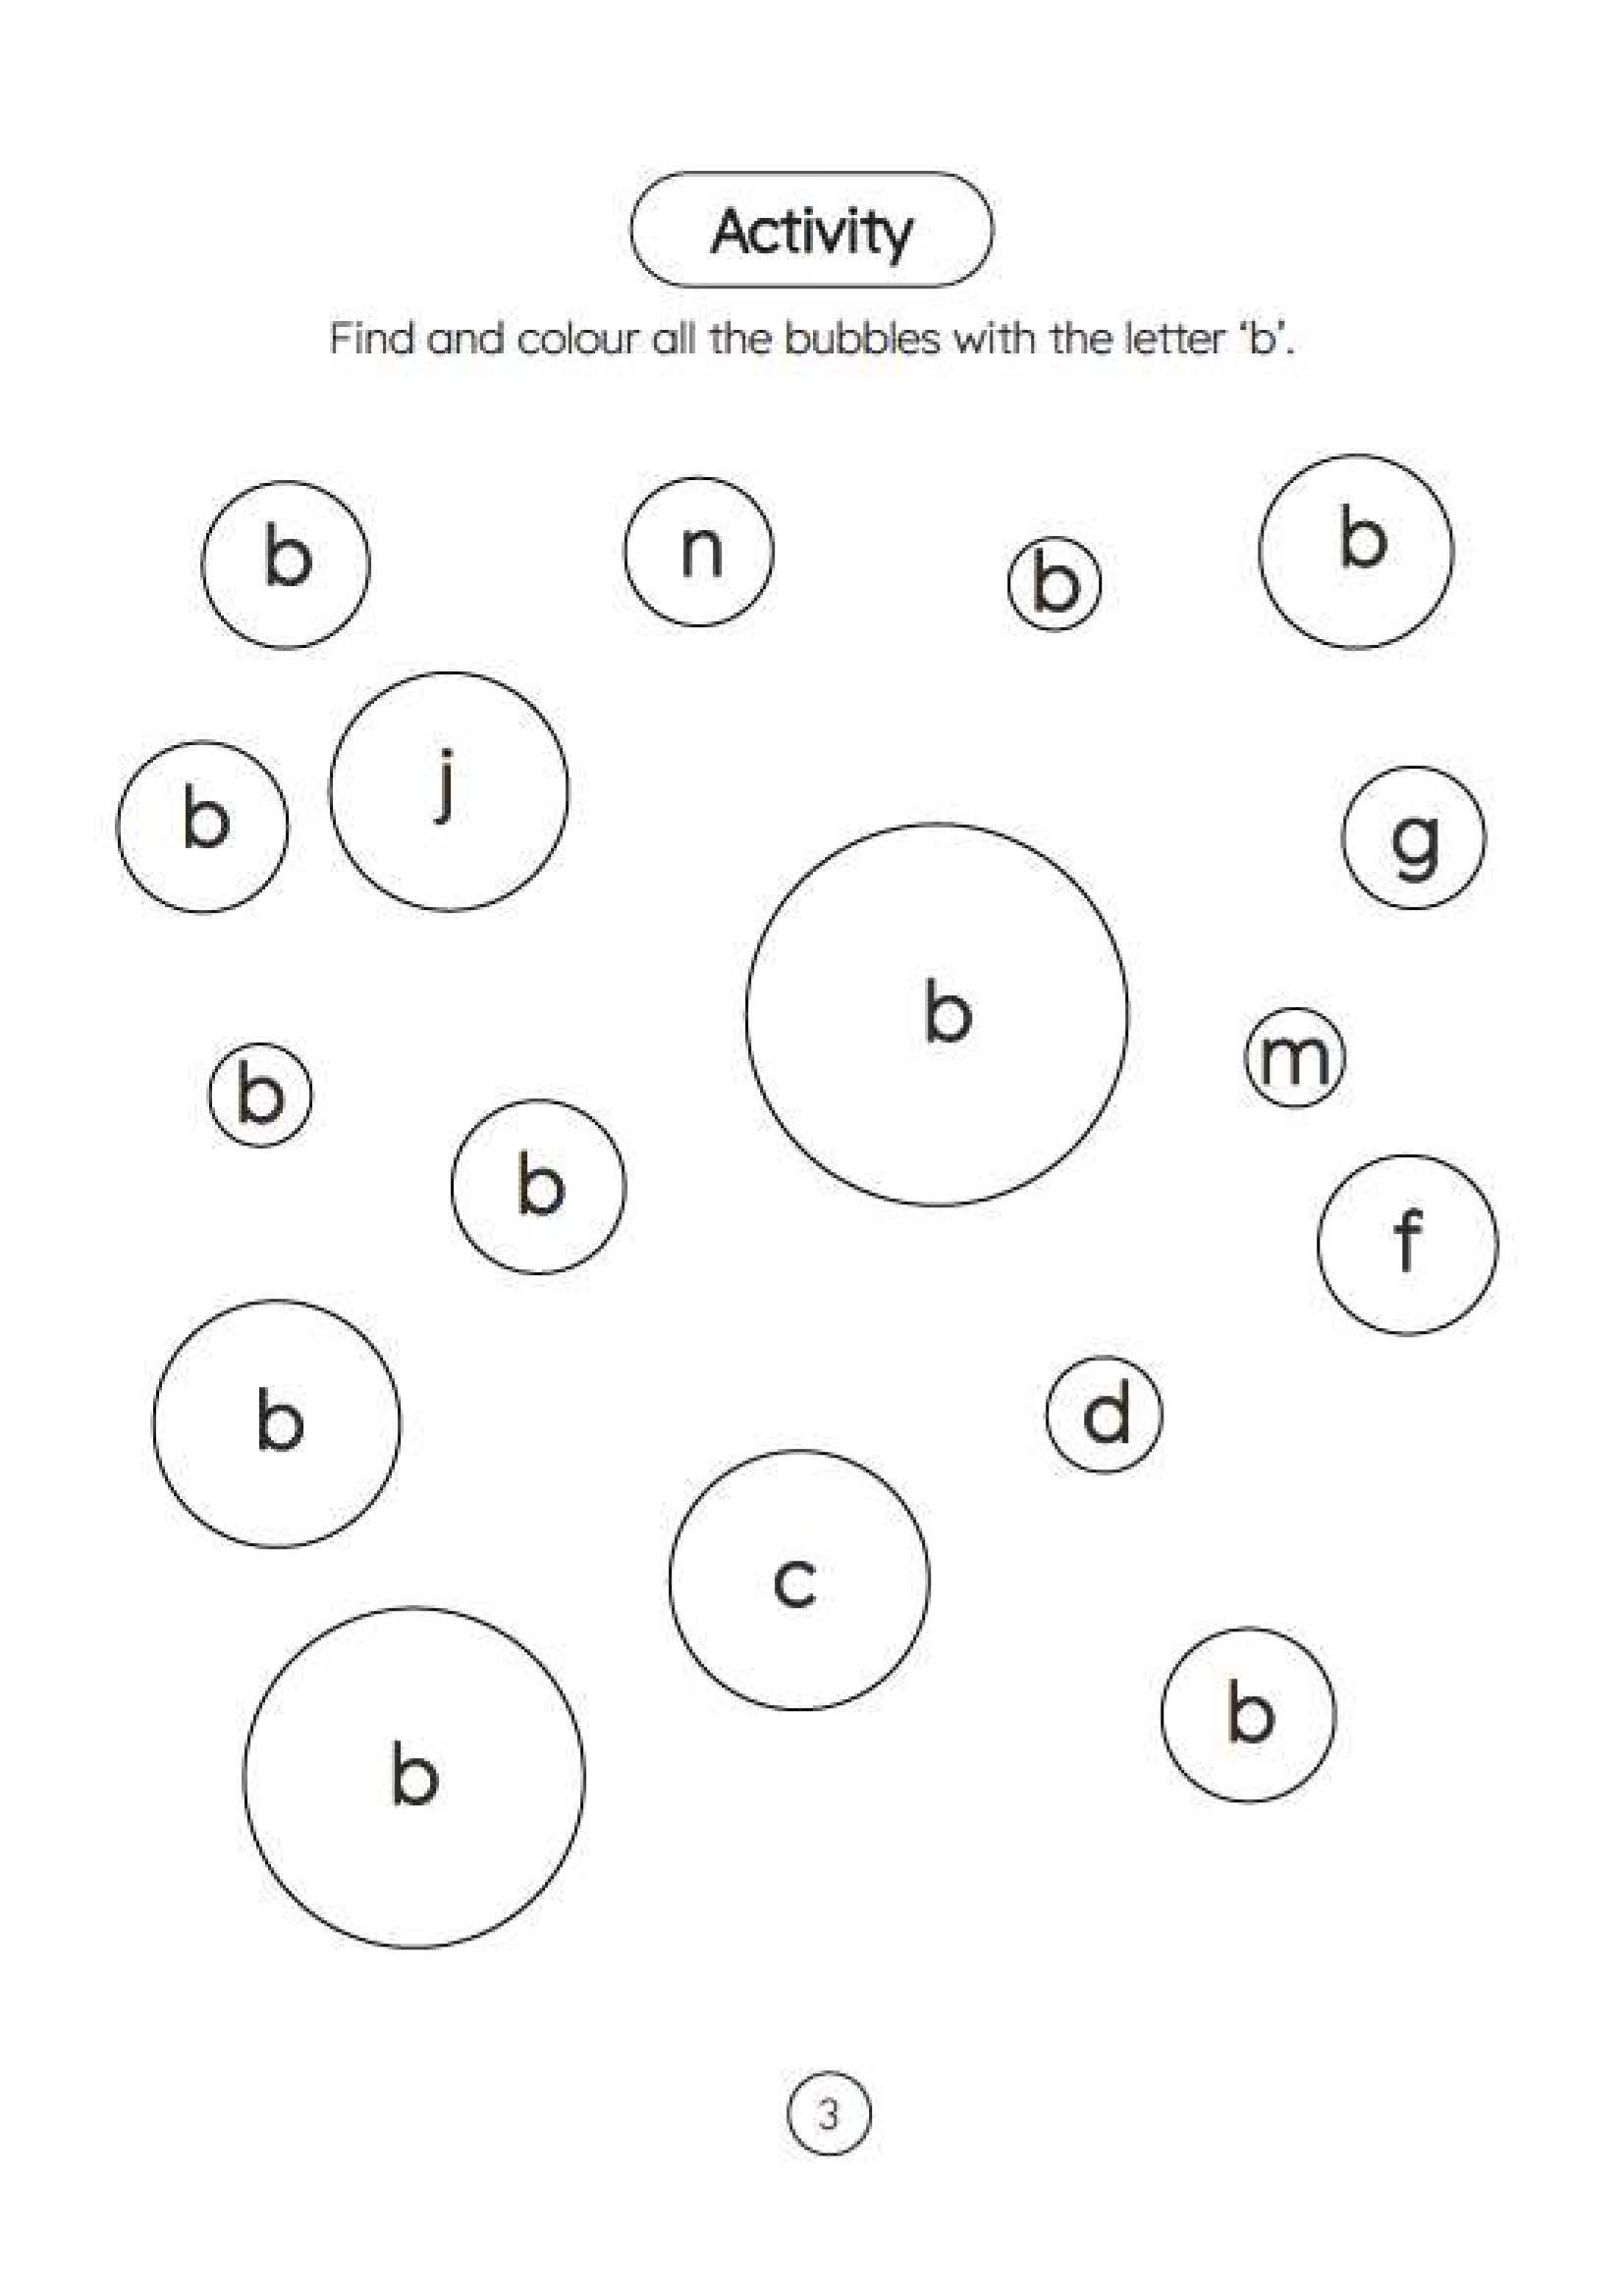 Activity
Find and colour all the bubbles with the letter ‘b’.
b
n
b
b
b
j
g
b
m
b
b
f
b
d
c
b
b
3